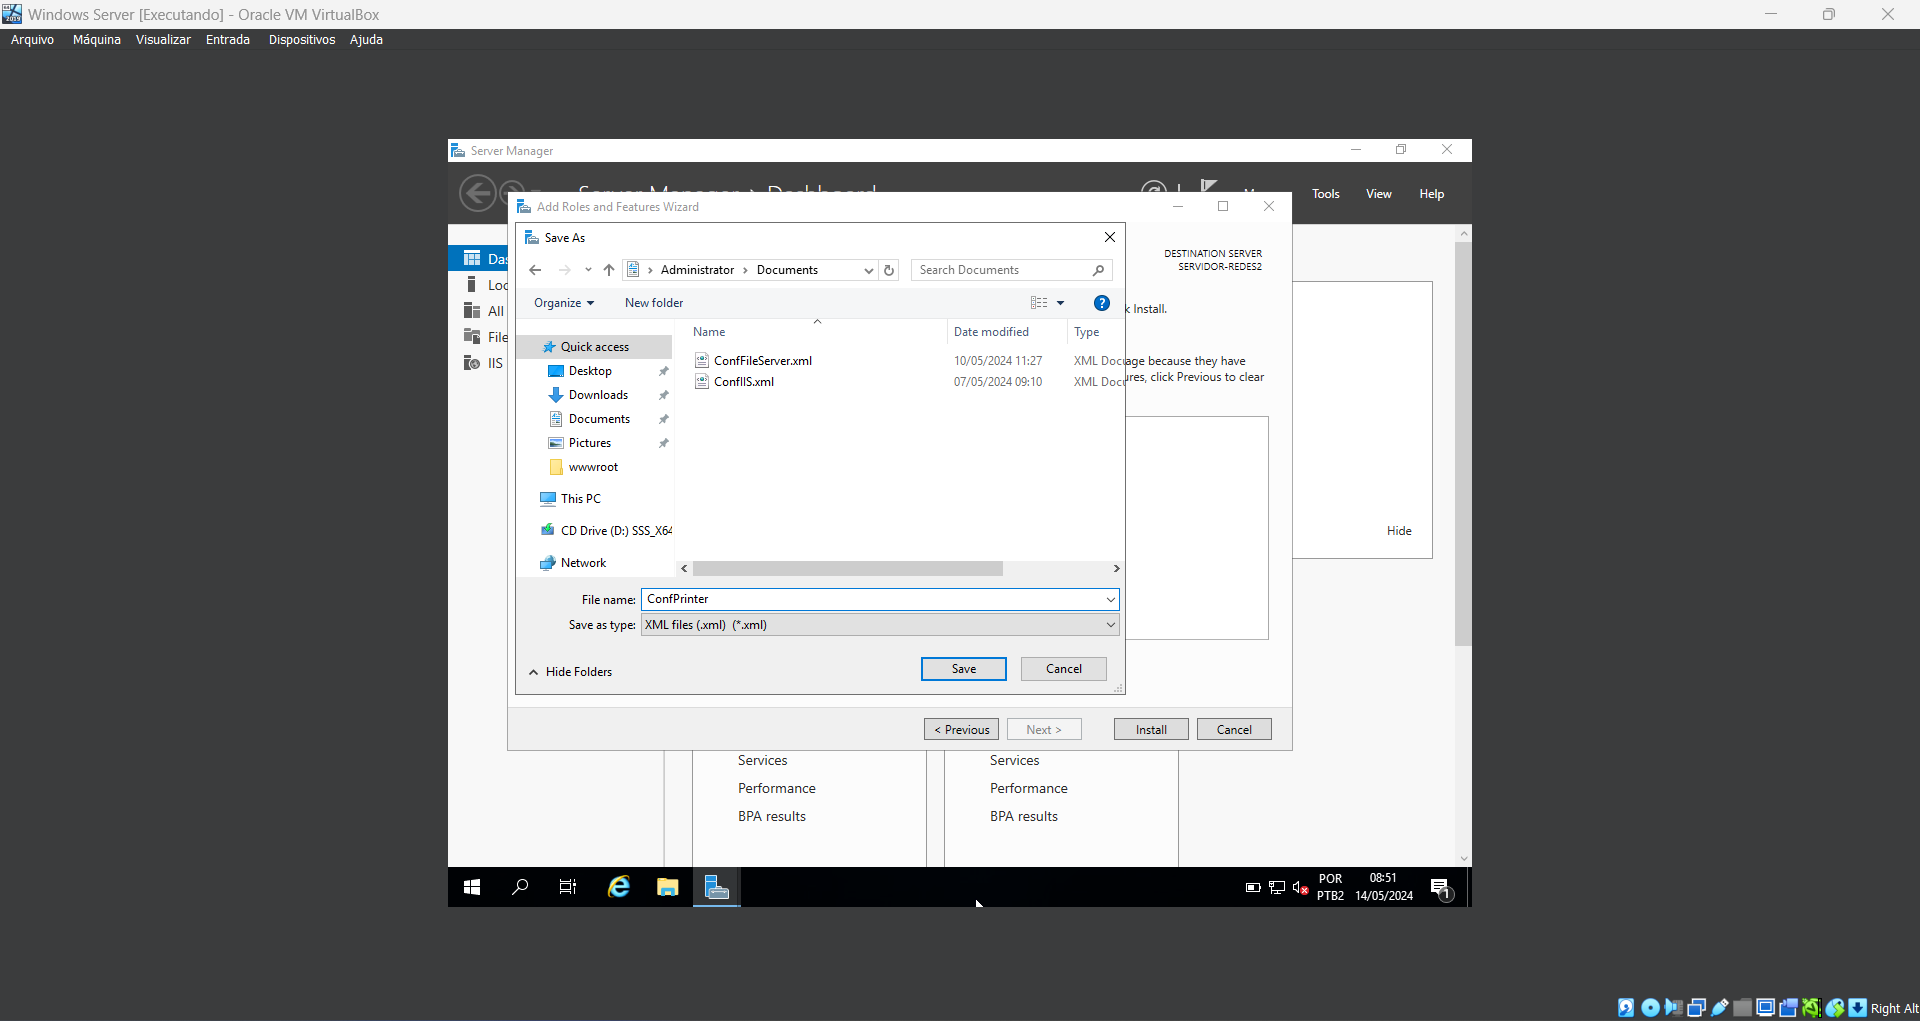 Windows Server [Executando] - Oracle VM VirtualBox
Arquivo Máquina Visualizar Entrada Dispositivos Ajuda
Server Manager
Server Manager Dashboard
Tools View Help
Add Roles and Features Wizard
Save As
DESTINATION SERVER
SERVIDOR-REDES2
Administrator > Documents
Search Documents
Organize New folder
k Install.
Name Date modified Type
ConfFileServer.xml 10/05/2024 11:27 XML Doc
age because they have
ConfIIS.xml 07/05/2024 09:10 XML Doc
ures, click Previous to clear
Das
Loc
All
File
IIS
Quick access
Desktop
Downloads
Documents
Pictures
wwwroot
This PC
CD Drive (D:) SSS_X64
Network
Hide
File name: ConfPrinter
Save as type: XML files (.xml) (*.xml)
Hide Folders
Save Cancel
< Previous Next > Install Cancel
Services Services
Performance Performance
BPA results BPA results
POR 08:51
PTB2 14/05/2024
1
Right Alt